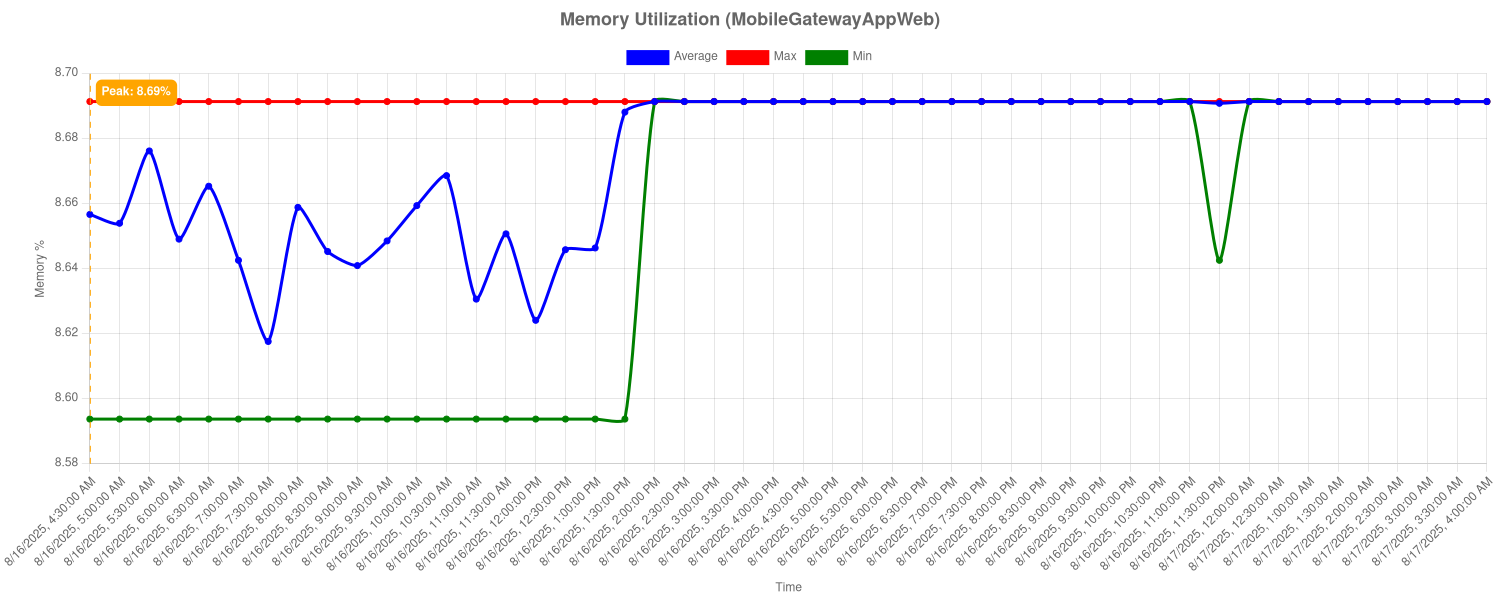 Memory Utilization (MobileGatewayAppWeb)
Average Max Min
Peak: 8.69%
8.70
8.68
8.66
8.64
8.62
8.60
8.58
Memory %
8/16/2025, 4:30:00 AM
8/16/2025, 5:00:00 AM
8/16/2025, 5:30:00 AM
8/16/2025, 6:00:00 AM
8/16/2025, 6:30:00 AM
8/16/2025, 7:00:00 AM
8/16/2025, 7:30:00 AM
8/16/2025, 8:00:00 AM
8/16/2025, 8:30:00 AM
8/16/2025, 9:00:00 AM
8/16/2025, 9:30:00 AM
8/16/2025, 10:00:00 AM
8/16/2025, 10:30:00 AM
8/16/2025, 11:00:00 AM
8/16/2025, 11:30:00 AM
8/16/2025, 12:00:00 PM
8/16/2025, 12:30:00 PM
8/16/2025, 1:00:00 PM
8/16/2025, 1:30:00 PM
8/16/2025, 2:00:00 PM
8/16/2025, 2:30:00 PM
8/16/2025, 3:00:00 PM
8/16/2025, 3:30:00 PM
8/16/2025, 4:00:00 PM
8/16/2025, 4:30:00 PM
8/16/2025, 5:00:00 PM
8/16/2025, 5:30:00 PM
8/16/2025, 6:00:00 PM
8/16/2025, 6:30:00 PM
8/16/2025, 7:00:00 PM
8/16/2025, 7:30:00 PM
8/16/2025, 8:00:00 PM
8/16/2025, 8:30:00 PM
8/16/2025, 9:00:00 PM
8/16/2025, 9:30:00 PM
8/16/2025, 10:00:00 PM
8/16/2025, 10:30:00 PM
8/16/2025, 11:00:00 PM
8/16/2025, 11:30:00 PM
8/17/2025, 12:00:00 AM
8/17/2025, 12:30:00 AM
8/17/2025, 1:00:00 AM
8/17/2025, 1:30:00 AM
8/17/2025, 2:00:00 AM
8/17/2025, 2:30:00 AM
8/17/2025, 3:00:00 AM
8/17/2025, 3:30:00 AM
8/17/2025, 4:00:00 AM
Time